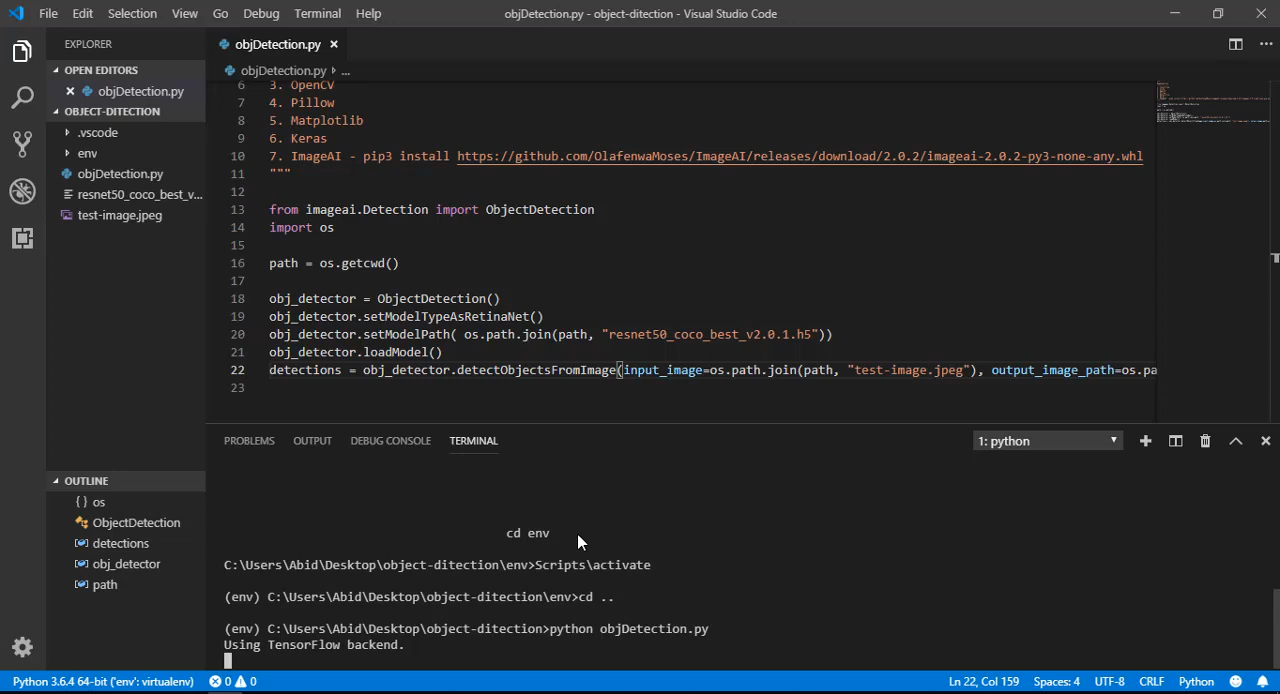 File Edit Selection View Go Debug Terminal Help
objDetection.py - object-ditection - Visual Studio Code
EXPLORER
OPEN EDITORS
objDetection.py
OBJECT-DITECTION
.vscode
env
objDetection.py
resnet50_coco_best_v...
test-image.jpeg
OUTLINE
{} os
ObjectDetection
detections
obj_detector
path
objDetection.py
objDetection.py ...
6 3. OpenCV
7 4. Pillow
8 5. Matplotlib
9 6. Keras
10 7. ImageAI - pip3 install https://github.com/OlafenwaMoses/ImageAI/releases/download/2.0.2/imageai-2.0.2-py3-none-any.whl
11 """
12
13 from imageai.Detection import ObjectDetection
14 import os
15
16 path = os.getcwd()
17
18 obj_detector = ObjectDetection()
19 obj_detector.setModelTypeAsRetinaNet()
20 obj_detector.setModelPath( os.path.join(path, "resnet50_coco_best_v2.0.1.h5"))
21 obj_detector.loadModel()
22 detections = obj_detector.detectObjectsFromImage(input_image=os.path.join(path, "test-image.jpeg"), output_image_path=os.pa
23
PROBLEMS OUTPUT DEBUG CONSOLE TERMINAL 1: python
cd env
C:\Users\Abid\Desktop\object-ditection\env>Scripts\activate
(env) C:\Users\Abid\Desktop\object-ditection\env>cd ..
(env) C:\Users\Abid\Desktop\object-ditection>python objDetection.py
Using TensorFlow backend.
Python 3.6.4 64-bit ('env': virtualenv) 0 0 Ln 22, Col 159 Spaces: 4 UTF-8 CRLF Python